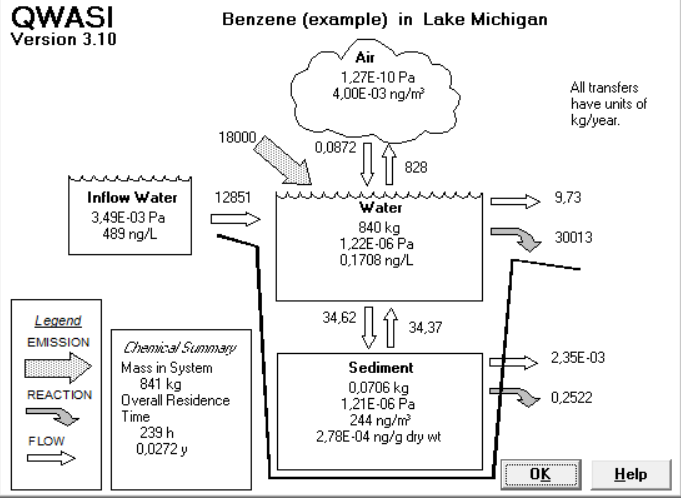 QWASI
Version 3.10
Benzene (example) in Lake Michigan
Air
1,27E-10 Pa
4,00E-03 ng/m³
All transfers
have units of
kg/year.
18000
0,0872
828
Inflow Water
3,49E-03 Pa
489 ng/L
12851
Water
840 kg
1,22E-06 Pa
0,1708 ng/L
9,73
30013
34,62
34,37
Legend
EMISSION
REACTION
FLOW
Chemical Summary
Mass in System
841 kg
Overall Residence
Time
239 h
0,0272 y
Sediment
0,0706 kg
1,21E-06 Pa
244 ng/m³
2,78E-04 ng/g dry wt
2,35E-03
0,2522
OK
Help